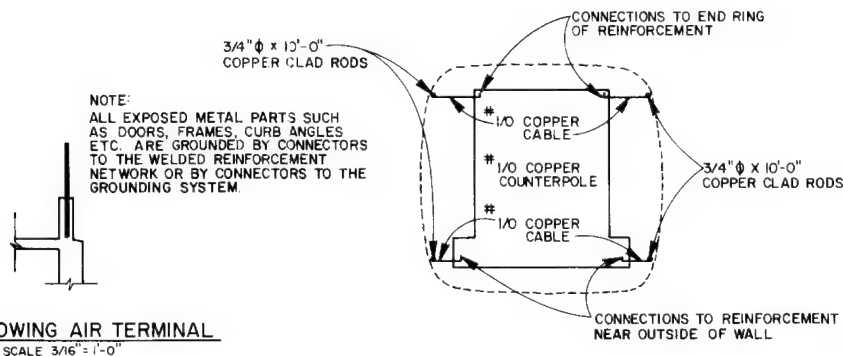 CONNECTIONS TO END RING
OF REINFORCEMENT
3/4"ϕ x 10'-0"
COPPER CLAD RODS
NOTE:
ALL EXPOSED METAL PARTS SUCH
AS DOORS, FRAMES, CURB ANGLES
ETC. ARE GROUNDED BY CONNECTORS
TO THE WELDED REINFORCEMENT
NETWORK OR BY CONNECTORS TO THE
GROUNDING SYSTEM.
# 1/0 COPPER
CABLE
# 1/0 COPPER
COUNTERPOLE
# 1/0 COPPER
CABLE
3/4"ϕ X 10'-0"
COPPER CLAD RODS
CONNECTIONS TO REINFORCEMENT
NEAR OUTSIDE OF WALL
OWING AIR TERMINAL
SCALE 3/16"=1'-0"